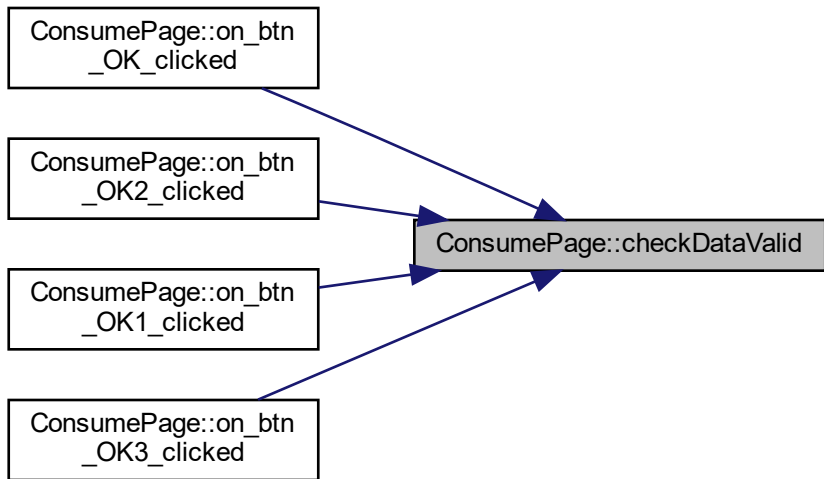 ConsumePage::on_btn
_OK_clicked
ConsumePage::on_btn
_OK2_clicked
ConsumePage::checkDataValid
ConsumePage::on_btn
_OK1_clicked
ConsumePage::on_btn
_OK3_clicked